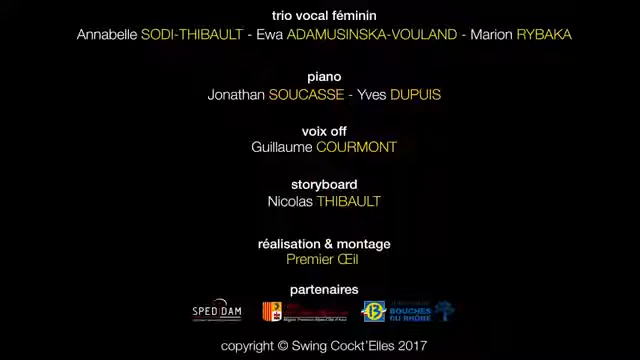 trio vocal féminin
Annabelle SODI-THIBAULT - Ewa ADAMUSINSKA-VOULAND - Marion RYBAKA
piano
Jonathan SOUCASSE - Yves DUPUIS
voix off
Guillaume COURMONT
storyboard
Nicolas THIBAULT
réalisation & montage
Premier Œil
partenaires
SPEDIDAM
13
BOUCHES
DU RHÔNE
copyright © Swing Cockt'Elles 2017